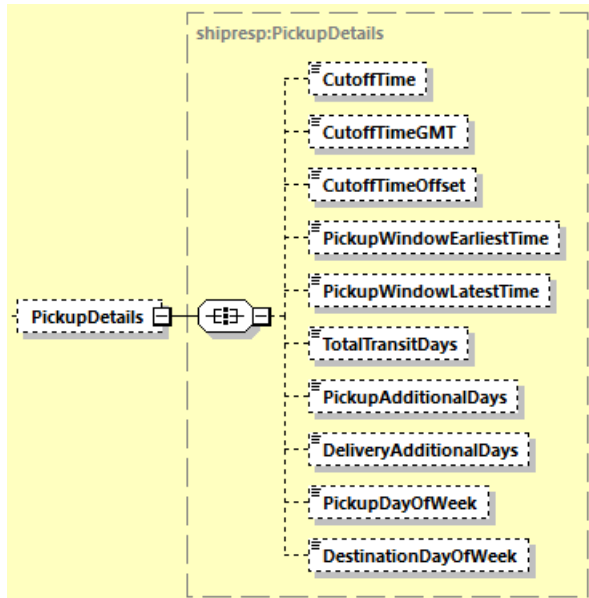 shipresp:PickupDetails
CutoffTime
CutoffTimeGMT
CutoffTimeOffset
PickupWindowEarliestTime
PickupWindowLatestTime
PickupDetails
TotalTransitDays
PickupAdditionalDays
DeliveryAdditionalDays
PickupDayOfWeek
DestinationDayOfWeek